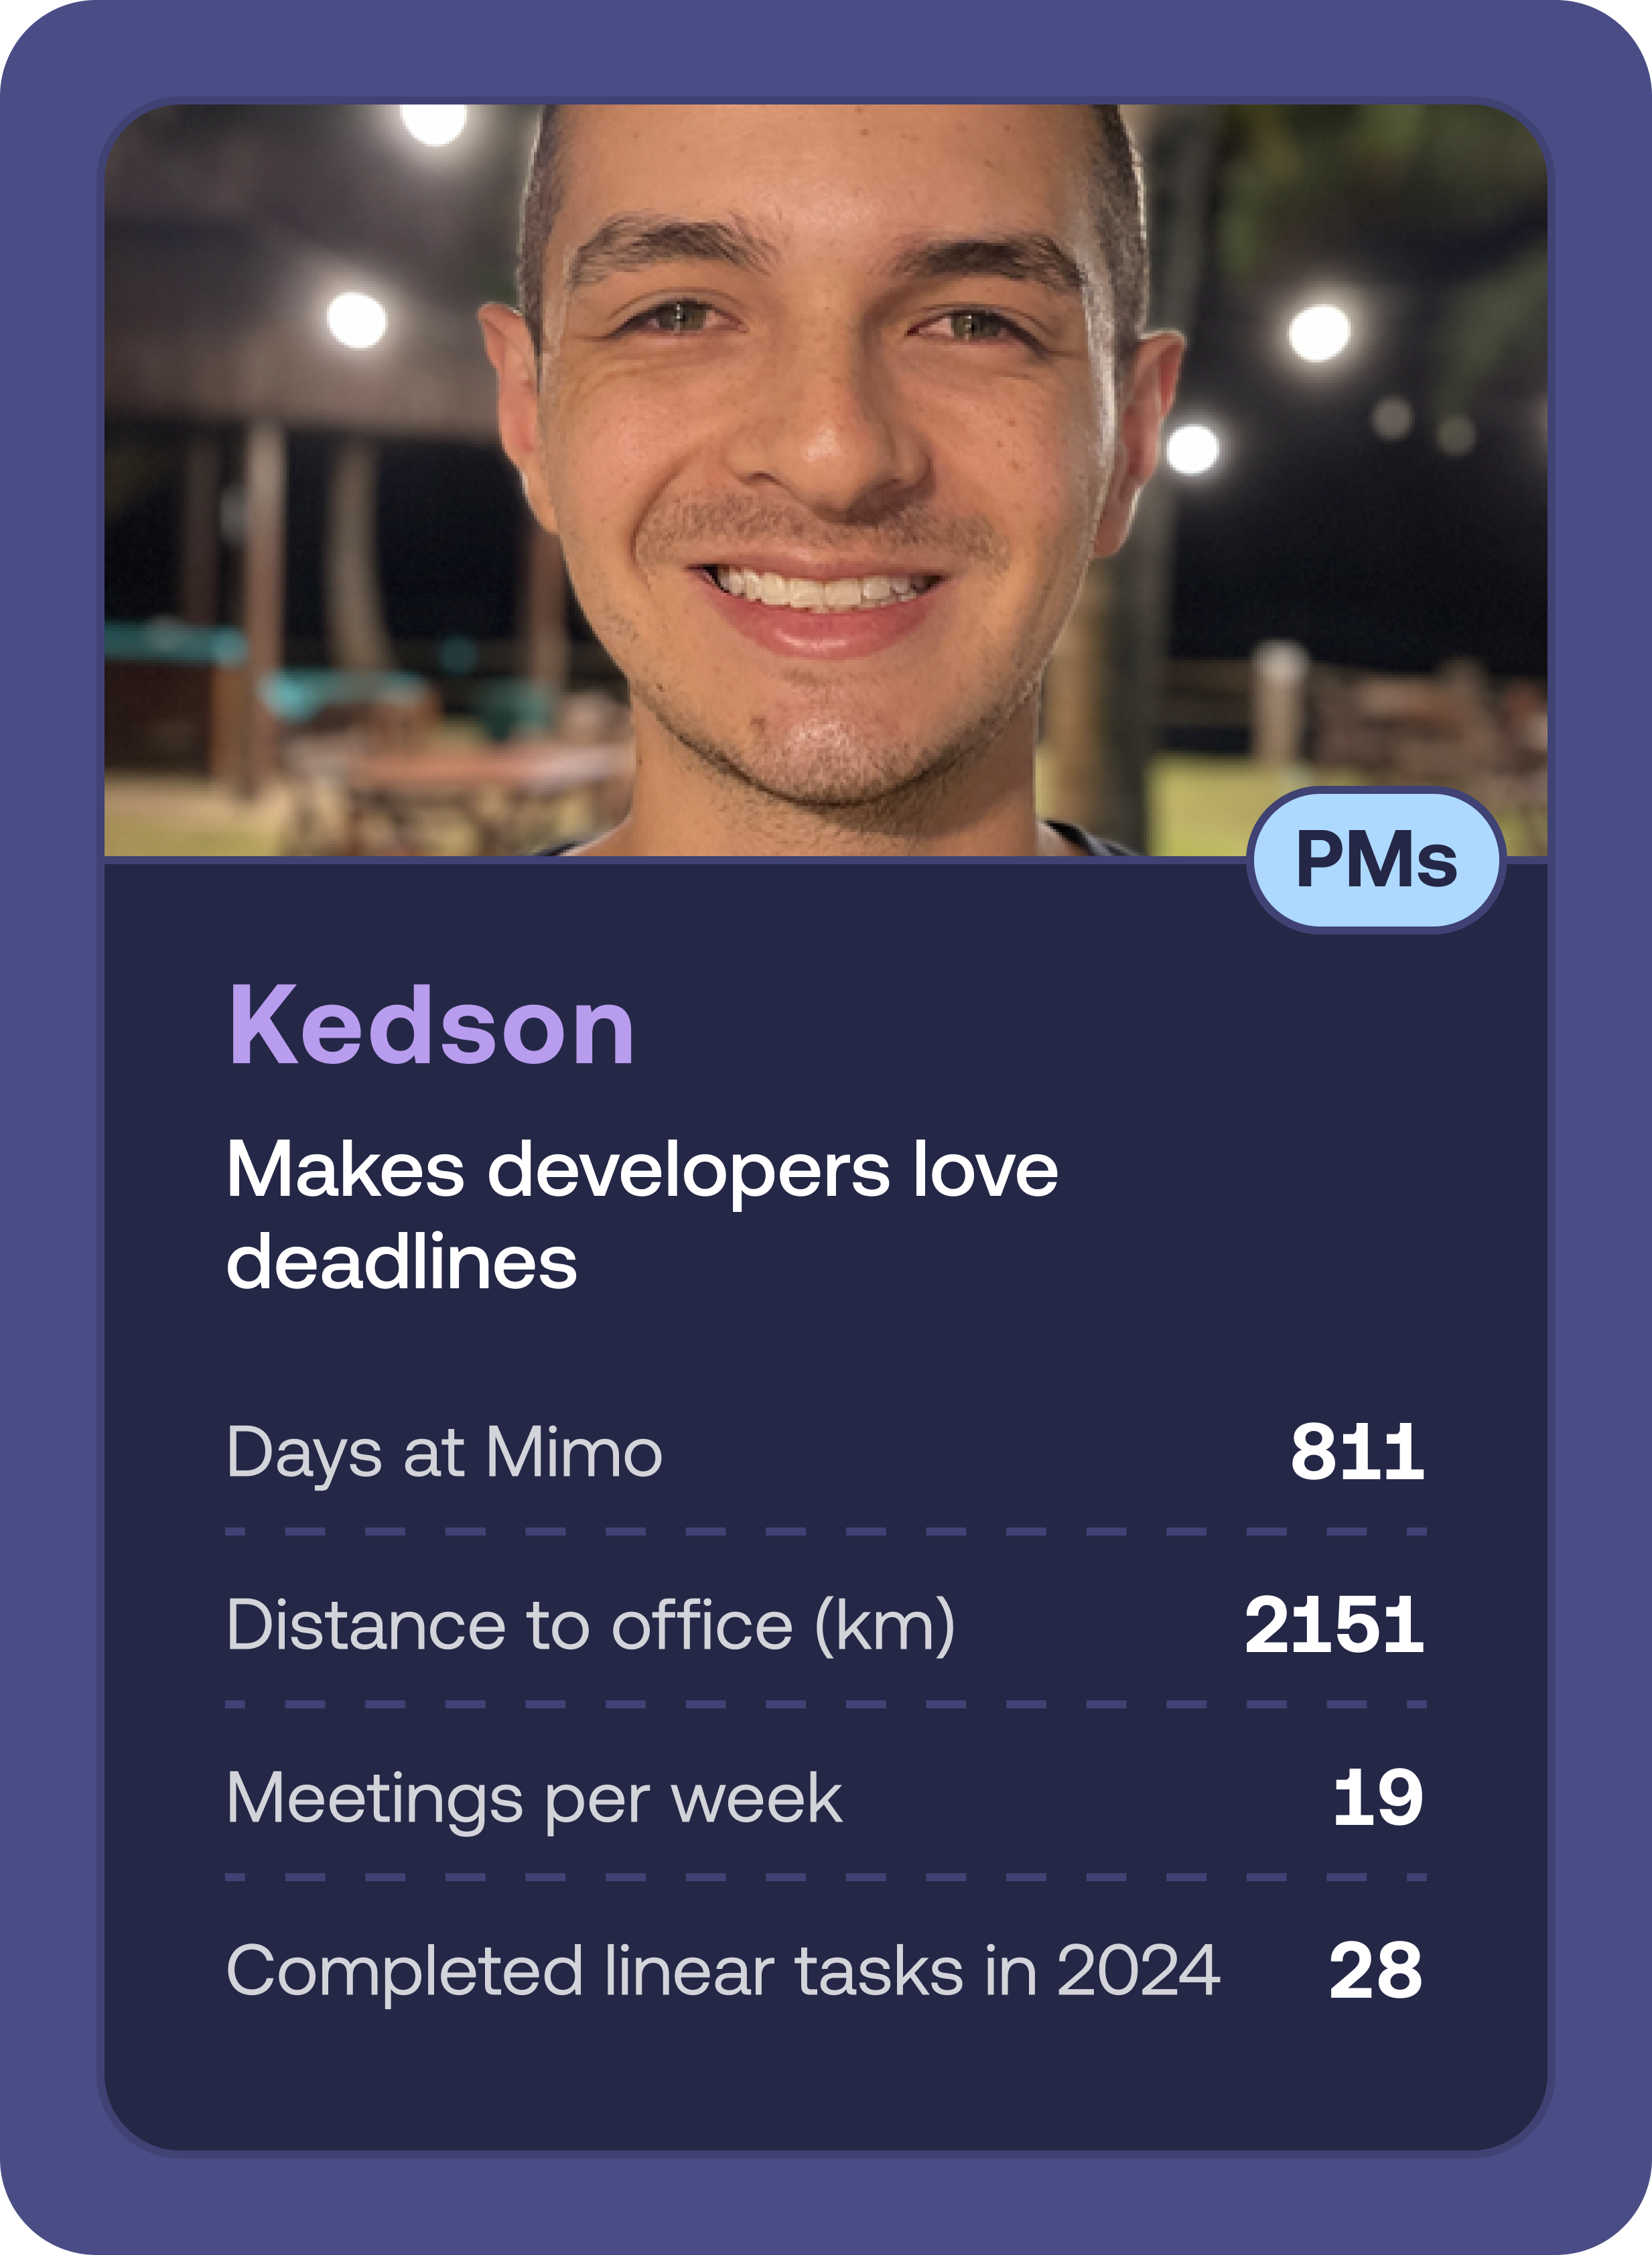 PMs
Kedson
Makes developers love
deadlines
Days at Mimo 811
Distance to office (km) 2151
Meetings per week 19
Completed linear tasks in 2024 28